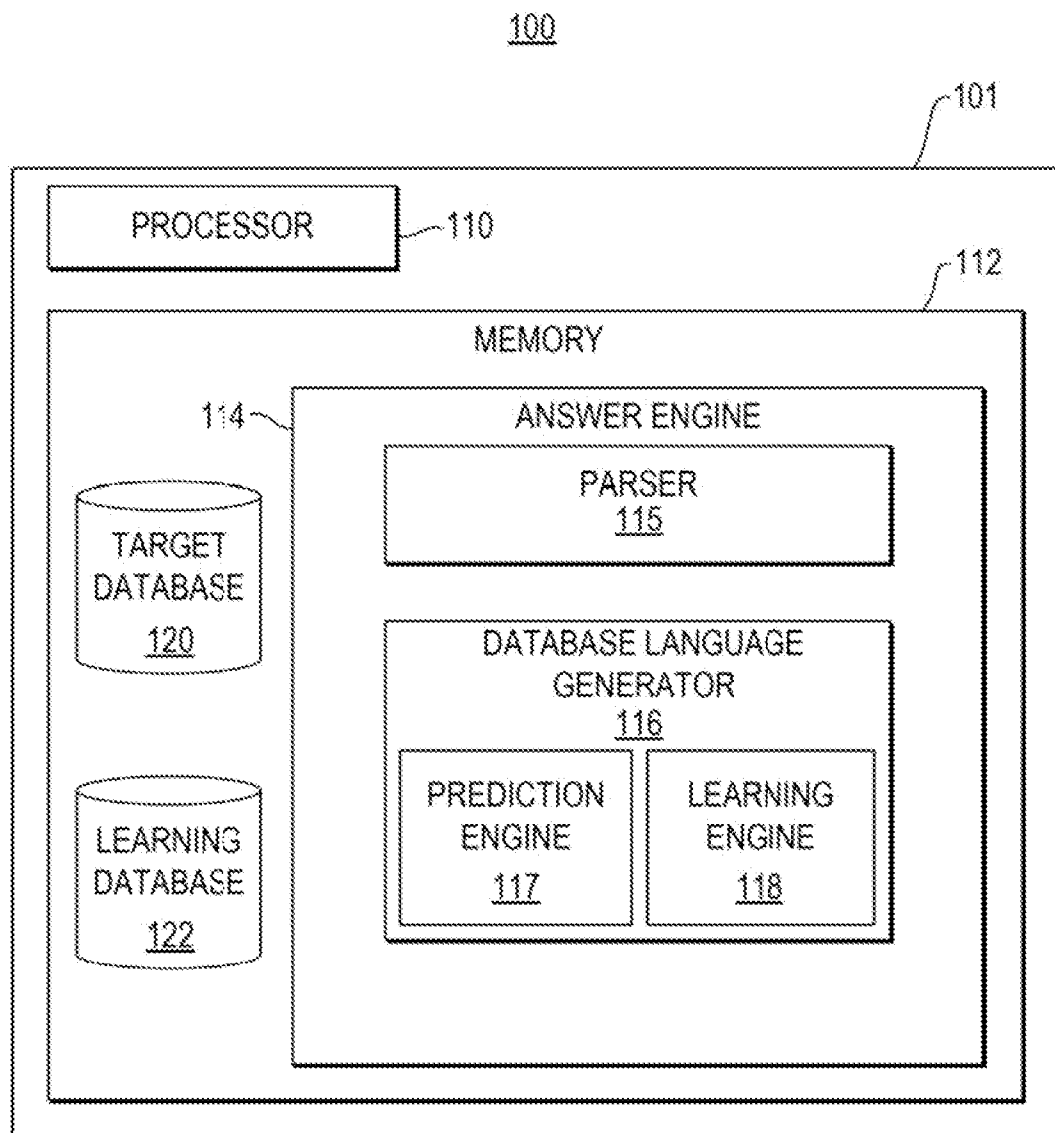 100
101
PROCESSOR
110
112
MEMORY
114
ANSWER ENGINE
PARSER
115
TARGET
DATABASE
120
DATABASE LANGUAGE
GENERATOR
116
PREDICTION
ENGINE
117
LEARNING
ENGINE
118
LEARNING
DATABASE
122